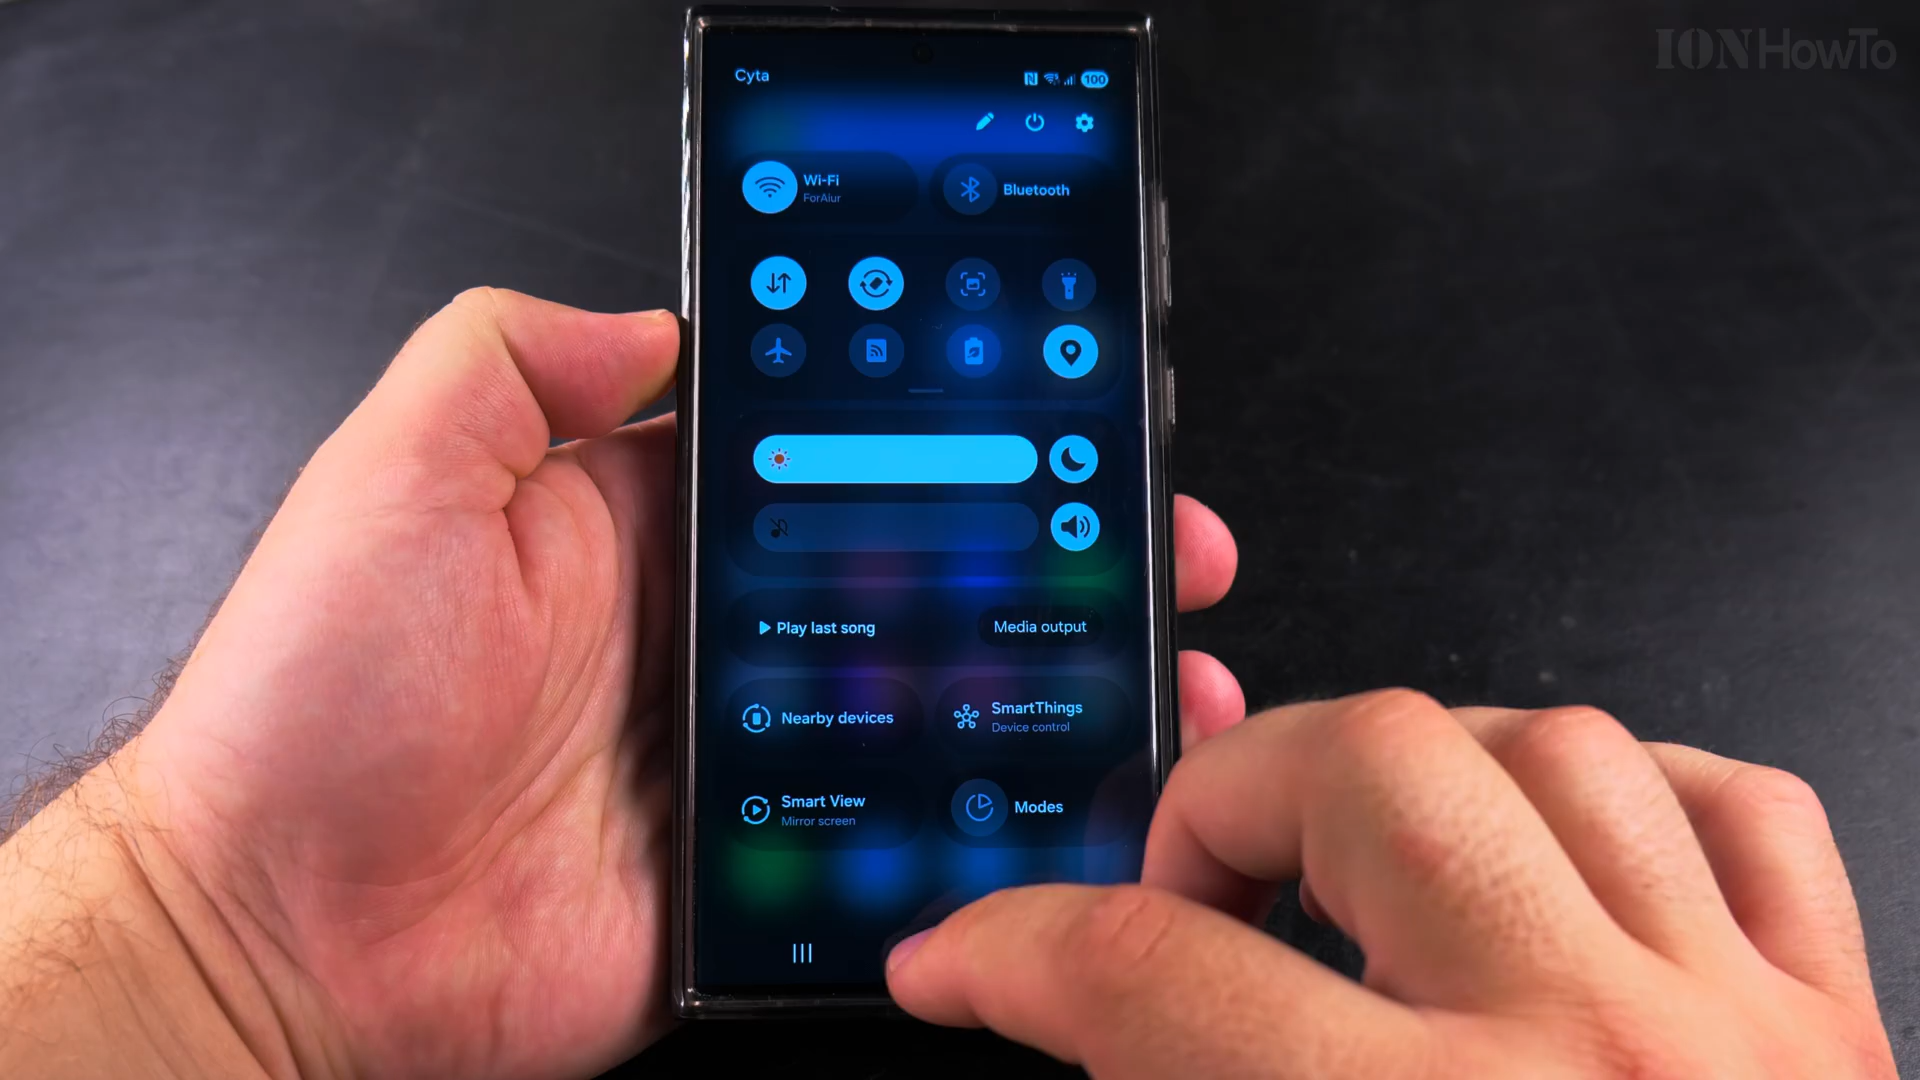 IONHowTo
Cyta
100
Wi-Fi
ForAiur
Bluetooth
Play last song
Media output
Nearby devices
SmartThings
Device control
Smart View
Mirror screen
Modes